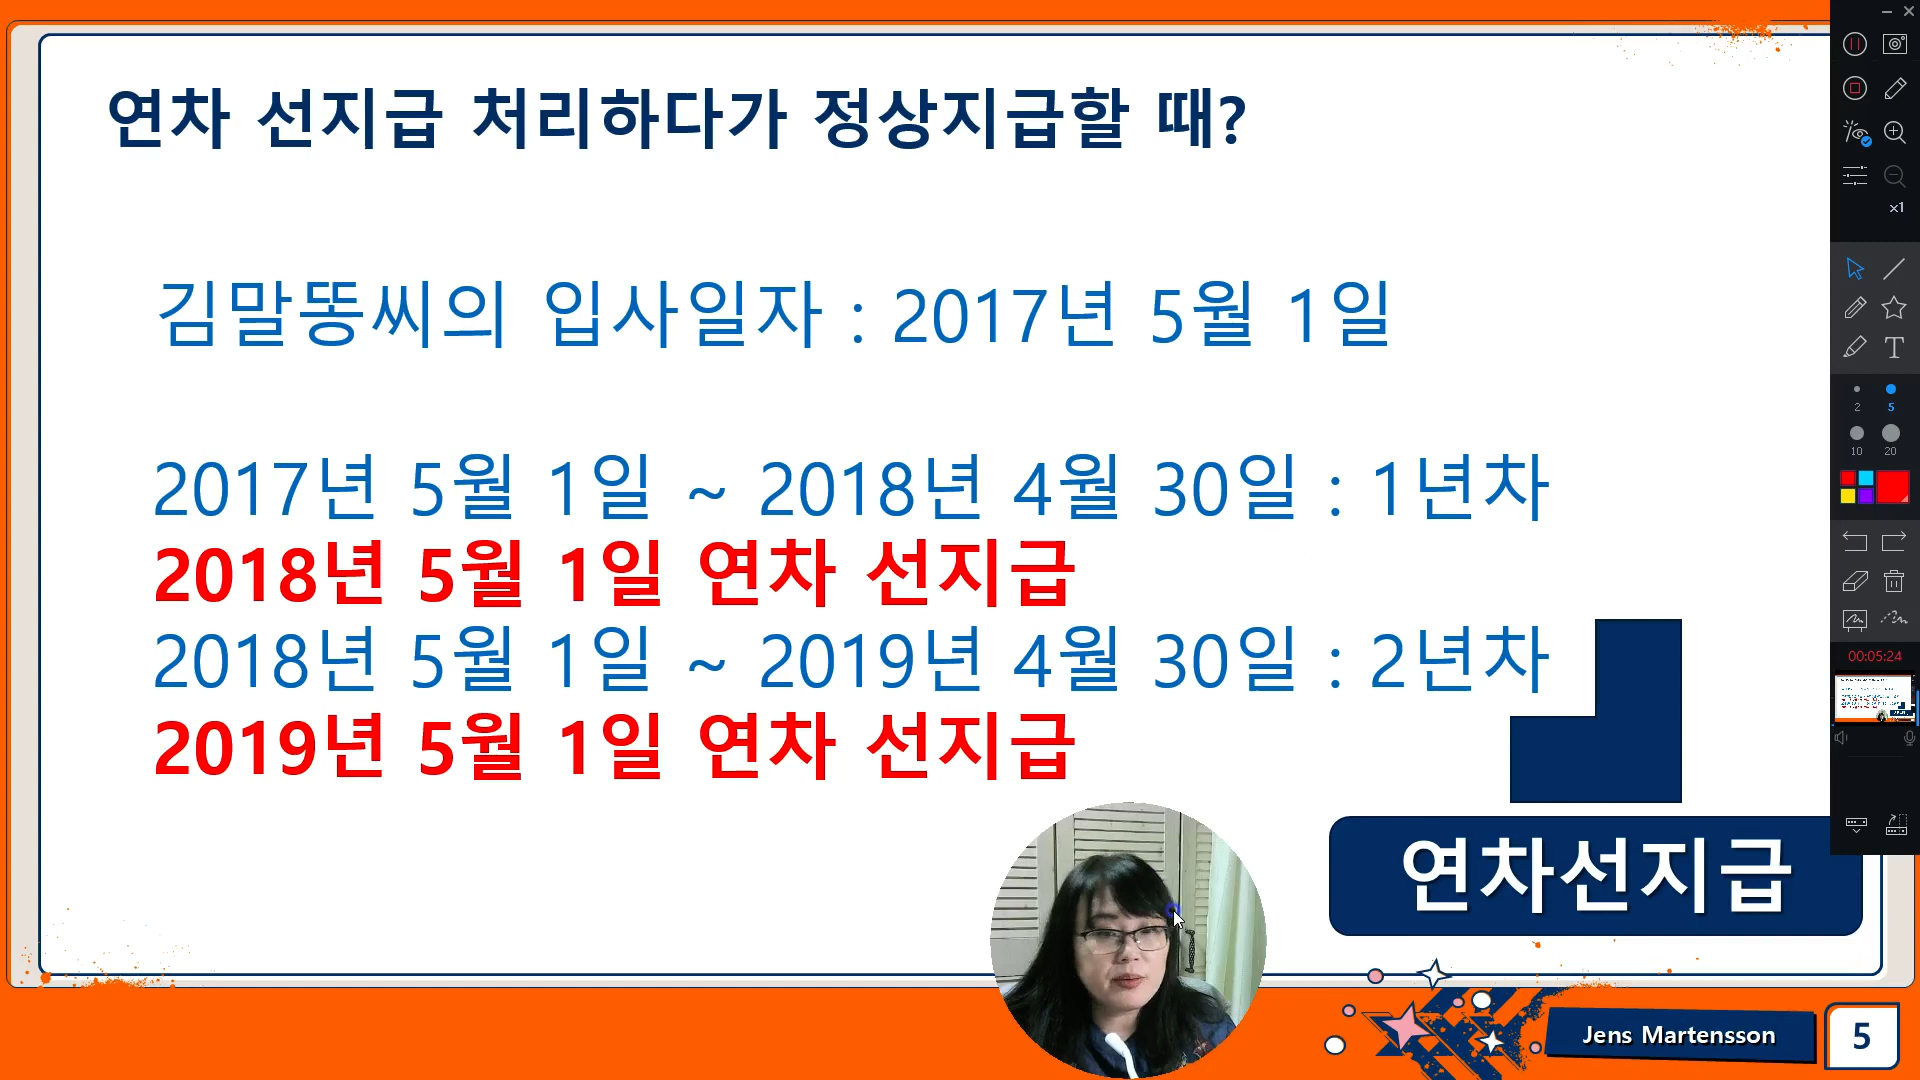 연차 선지급 처리하다가 정상지급할 때?
김말똥씨의 입사일자 : 2017년 5월 1일
2017년 5월 1일 ~ 2018년 4월 30일 : 1년차
2018년 5월 1일 연차 선지급
2018년 5월 1일 ~ 2019년 4월 30일 : 2년차
2019년 5월 1일 연차 선지급
연차선지급
Jens Martensson
5
x1
T
2 5
10 20
00:05:24